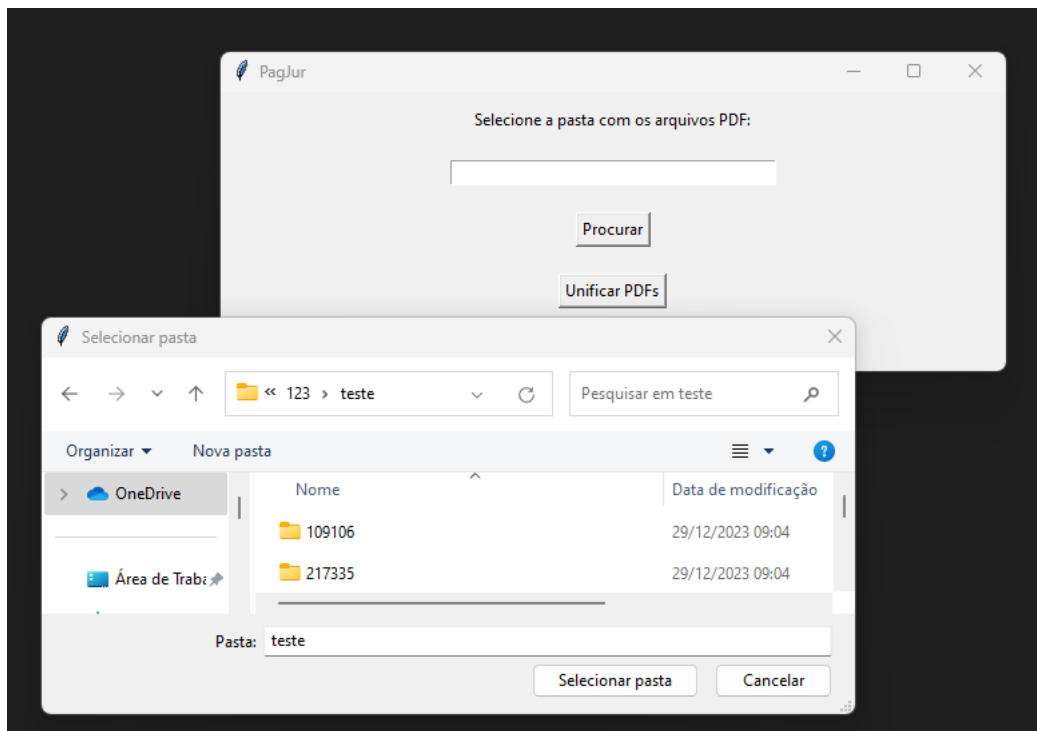 PagJur
Selecione a pasta com os arquivos PDF:
Procurar
Unificar PDFs
Selecionar pasta
« 123 › teste
Pesquisar em teste
Organizar
Nova pasta
?
OneDrive
Nome
Data de modificação
109106
29/12/2023 09:04
Área de Traba
217335
29/12/2023 09:04
Pasta: teste
Selecionar pasta
Cancelar